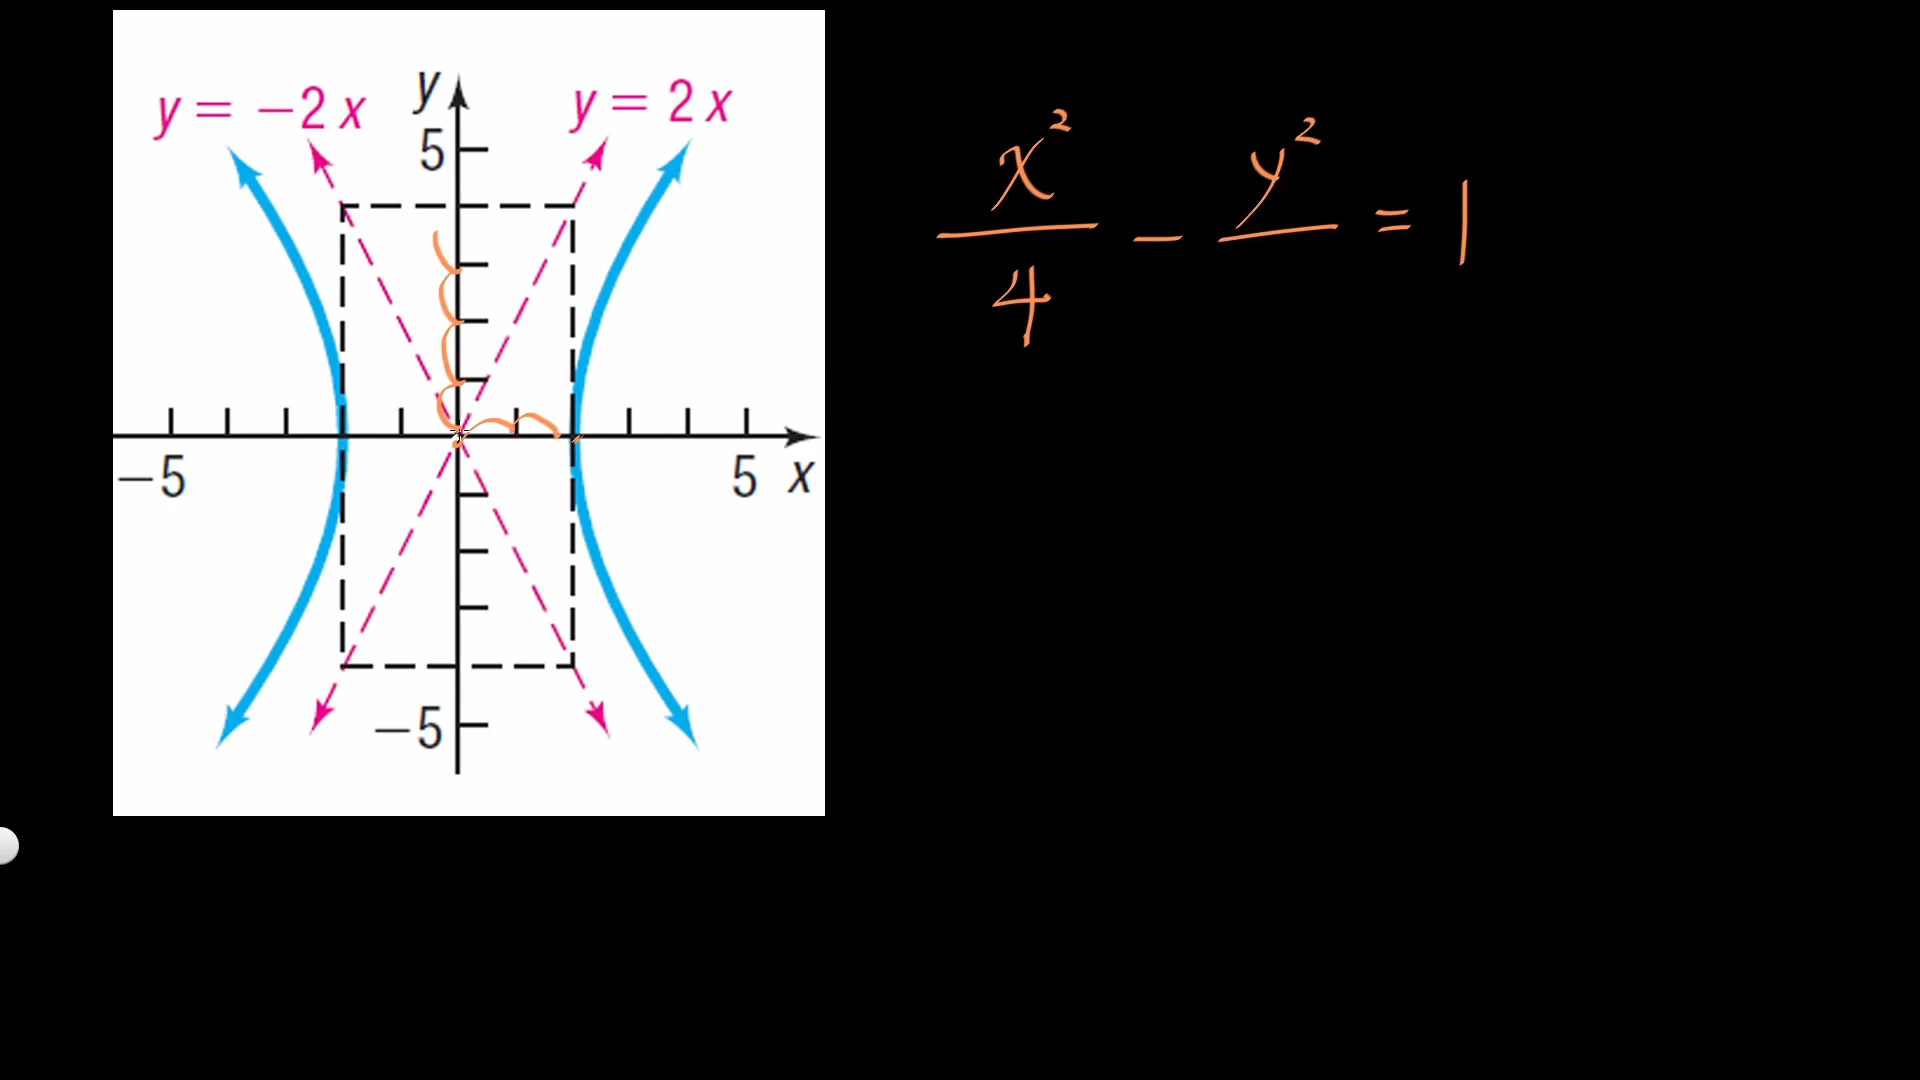 y = −2x
y
y = 2x
5
−5
5
x
−5
x²/4 − y²/ = 1